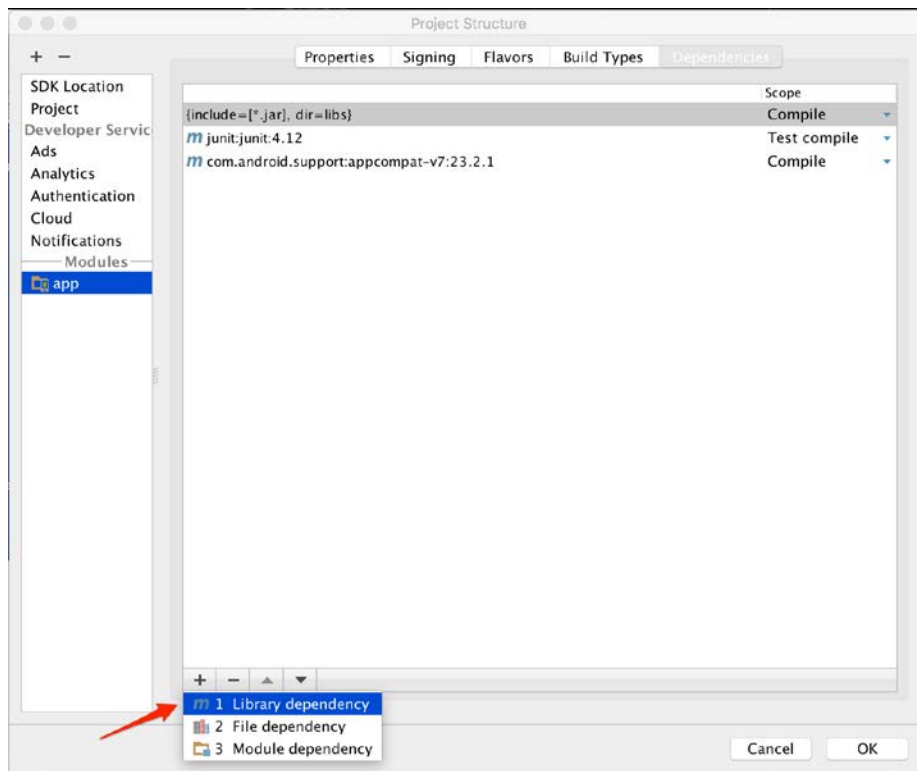 Project Structure
+ −
Properties Signing Flavors Build Types Dependencies
SDK Location
Project
Developer Servic
Ads
Analytics
Authentication
Cloud
Notifications
Modules
app
Scope
{include=[*.jar], dir=libs} Compile
m junit:junit:4.12 Test compile
m com.android.support:appcompat-v7:23.2.1 Compile
+ −
m 1 Library dependency
2 File dependency
3 Module dependency
Cancel OK